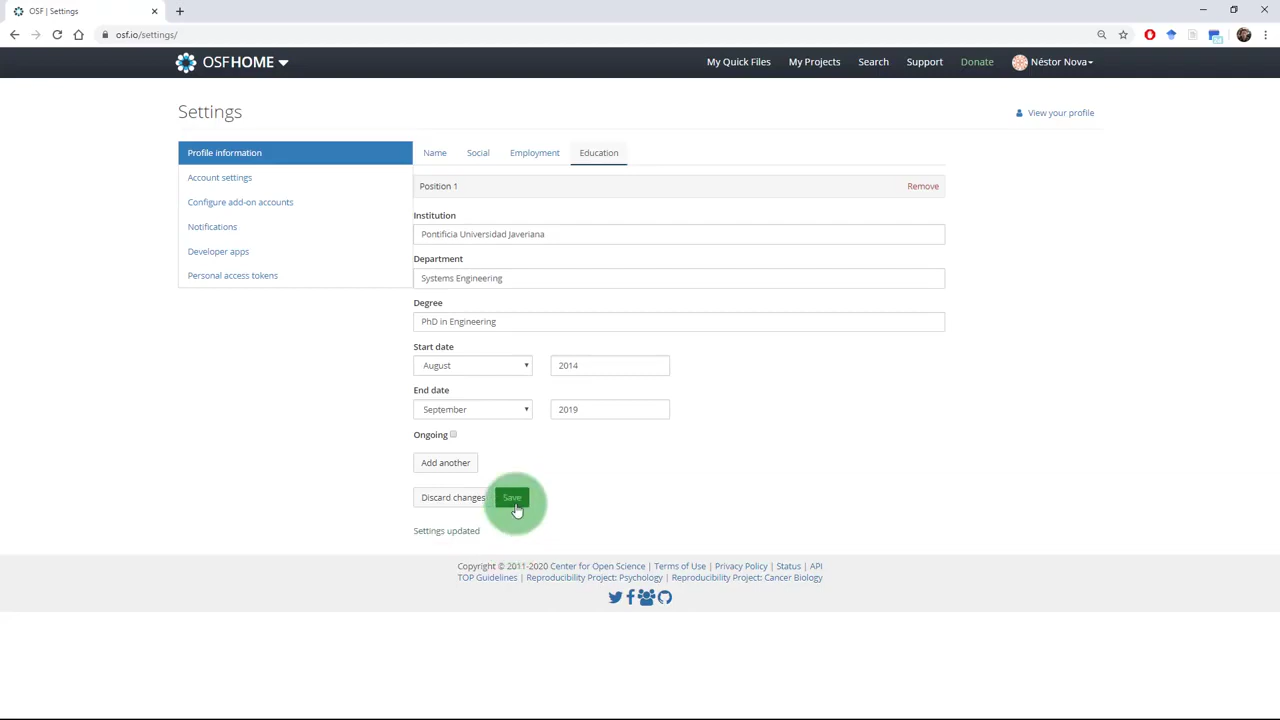 OSF | Settings
osf.io/settings/
OSFHOME
My Quick Files
My Projects
Search
Support
Donate
Néstor Nova
Settings
View your profile
Profile information
Account settings
Configure add-on accounts
Notifications
Developer apps
Personal access tokens
Name
Social
Employment
Education
Position 1
Remove
Institution
Pontificia Universidad Javeriana
Department
Systems Engineering
Degree
PhD in Engineering
Start date
August
2014
End date
September
2019
Ongoing
Add another
Discard changes
Save
Settings updated
Copyright © 2011-2020 Center for Open Science | Terms of Use | Privacy Policy | Status | API
TOP Guidelines | Reproducibility Project: Psychology | Reproducibility Project: Cancer Biology